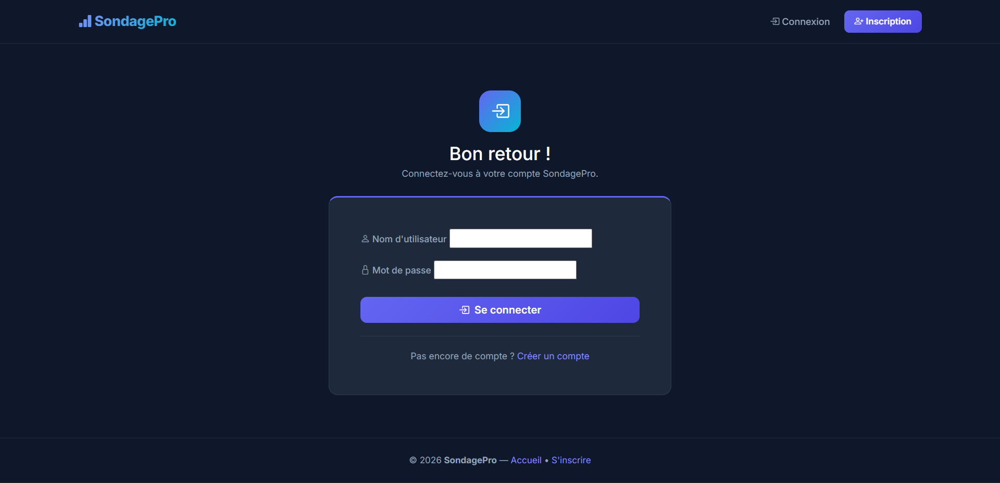 SondagePro
Connexion
Inscription
Bon retour !
Connectez-vous à votre compte SondagePro.
Nom d'utilisateur
Mot de passe
Se connecter
Pas encore de compte ? Créer un compte
© 2026 SondagePro — Accueil • S'inscrire